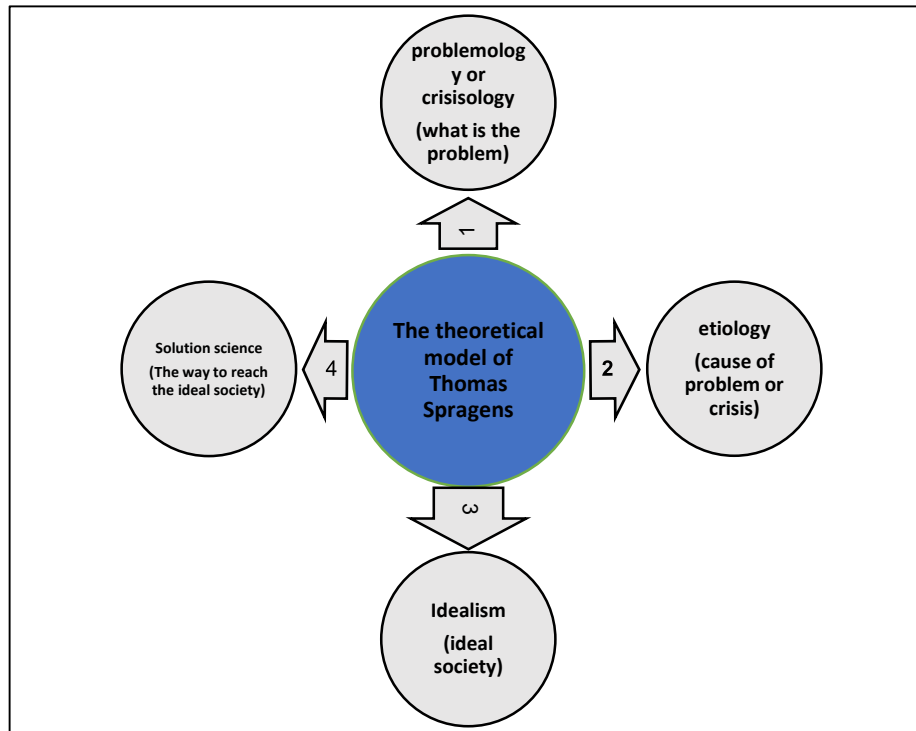 problemolog
y or
crisisology
(what is the
problem)
1
The theoretical
model of
Thomas
Spragens
2
etiology
(cause of
problem or
crisis)
3
Idealism
(ideal
society)
4
Solution science
(The way to reach
the ideal society)